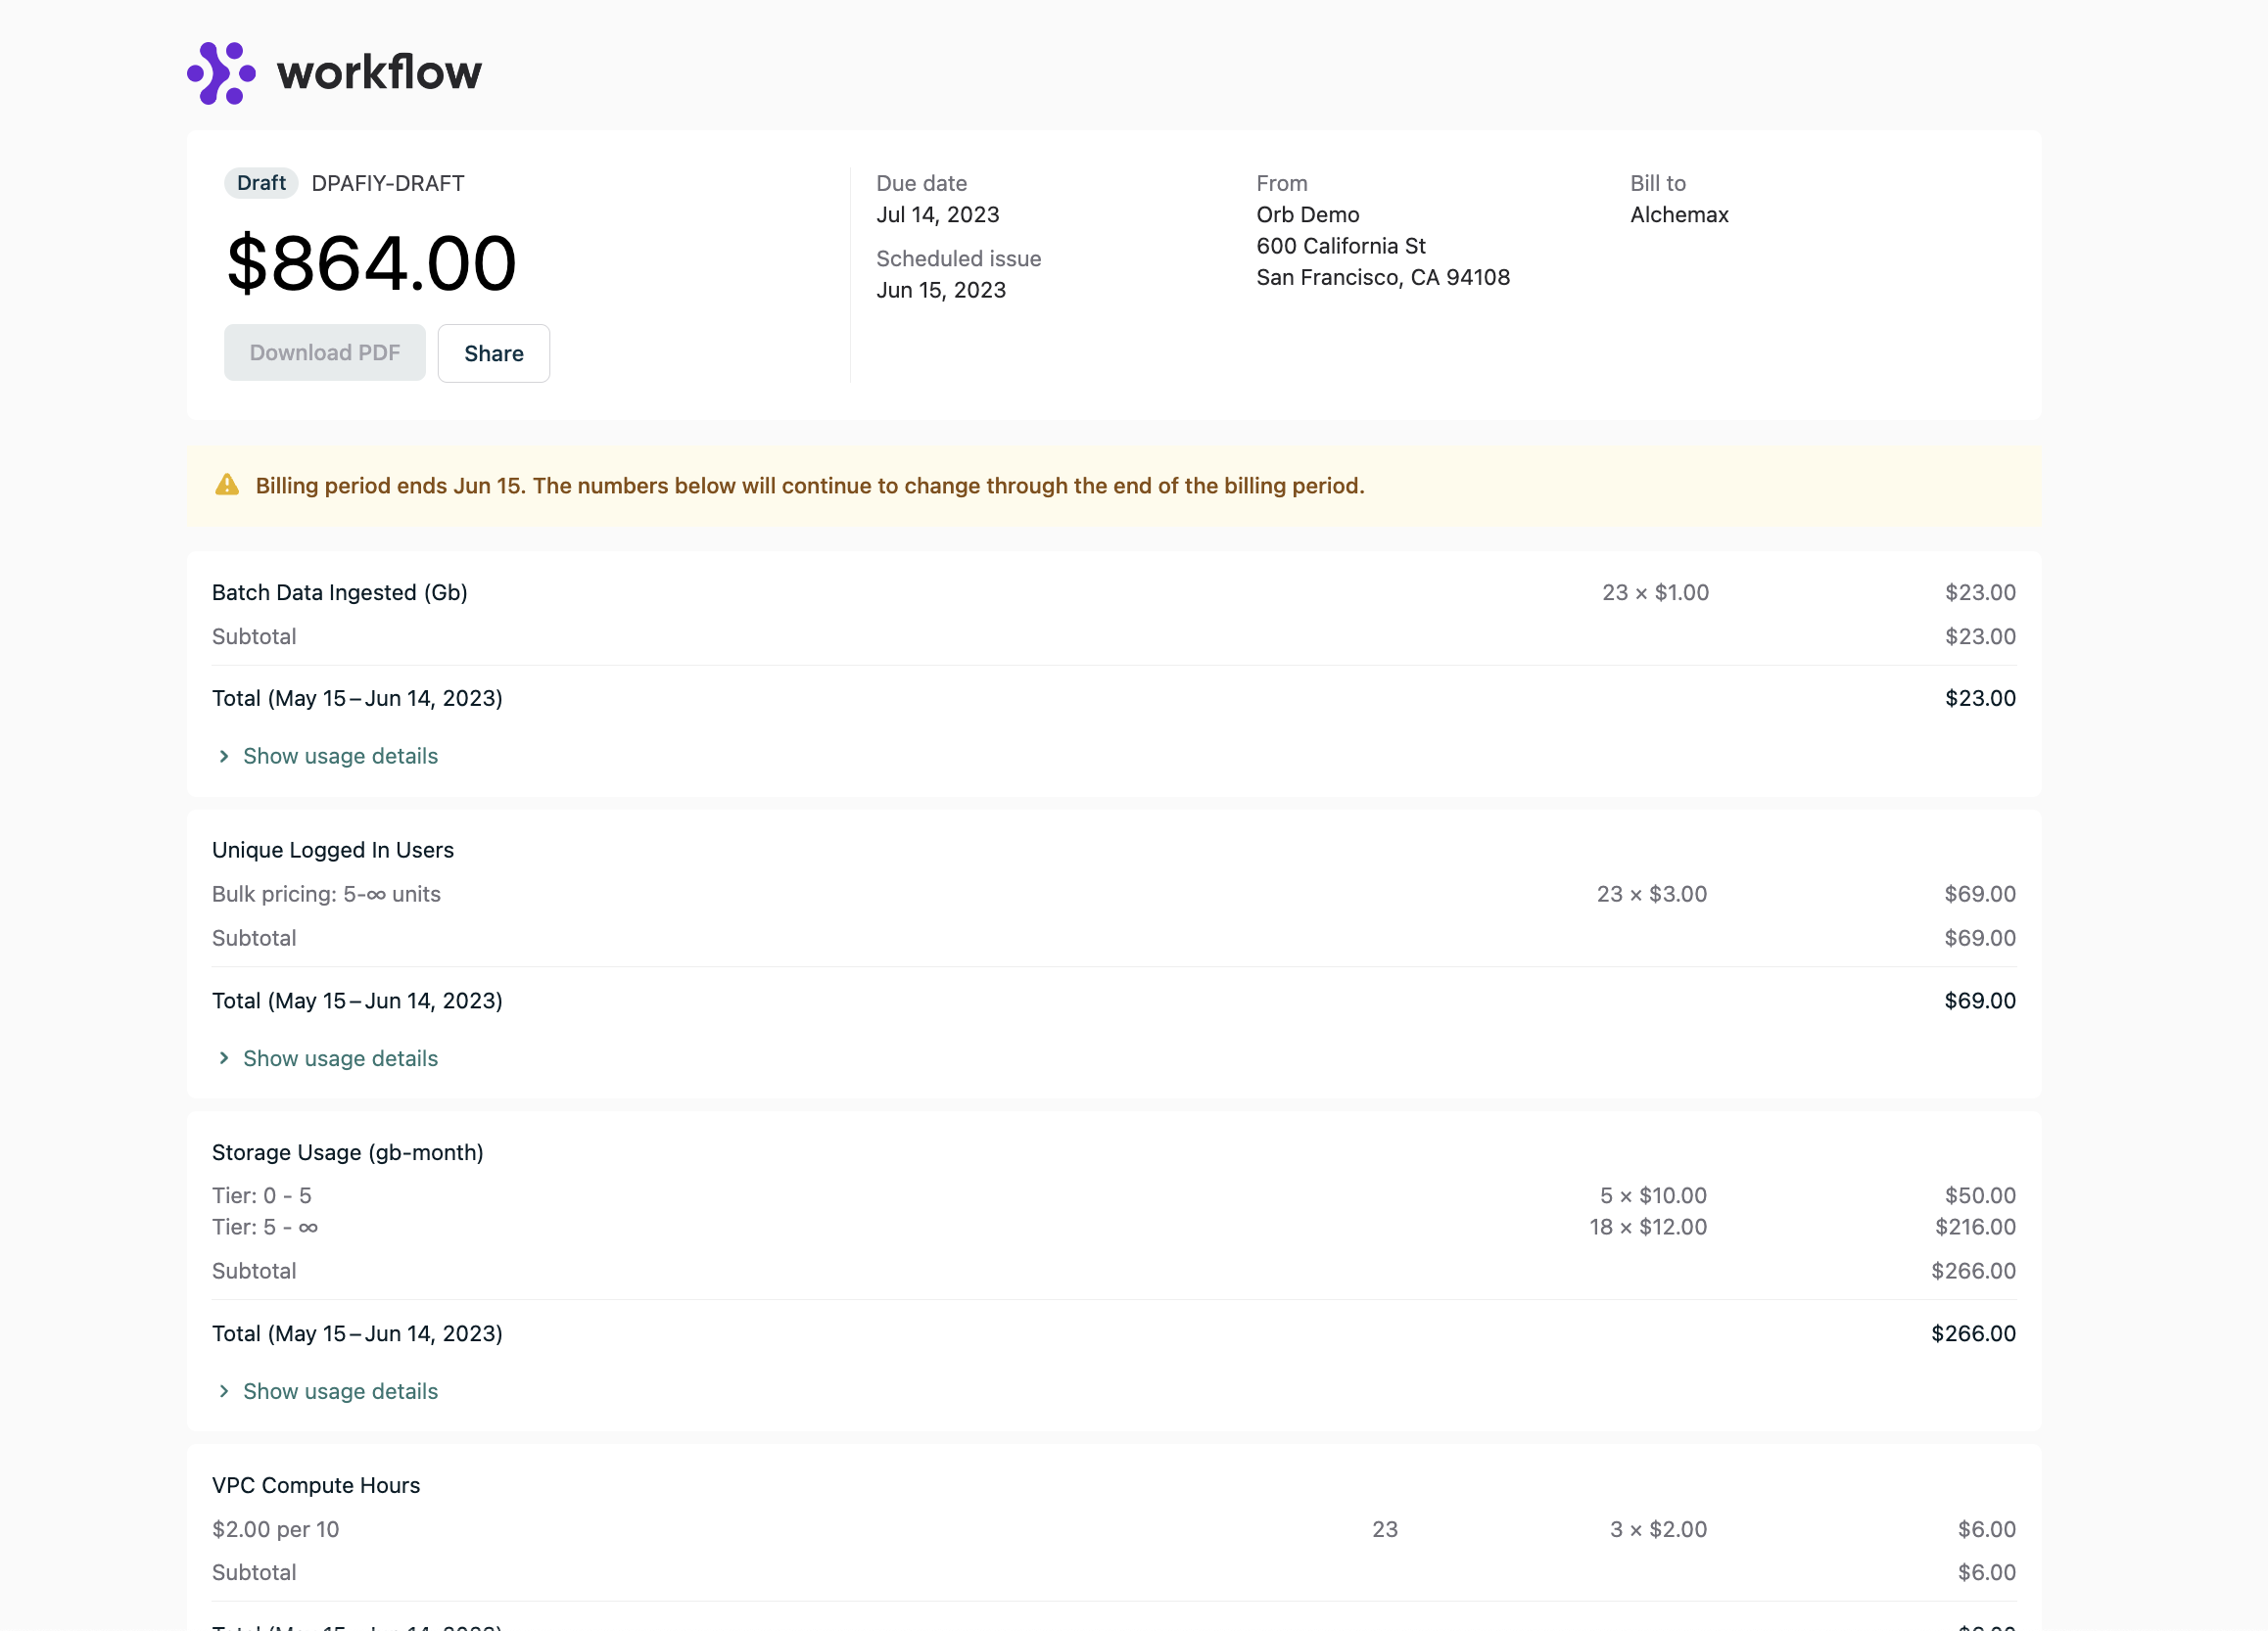 workflow
Draft DPAFIY-DRAFT
$864.00
Download PDF Share
Due date
Jul 14, 2023
Scheduled issue
Jun 15, 2023
From
Orb Demo
600 California St
San Francisco, CA 94108
Bill to
Alchemax
Billing period ends Jun 15. The numbers below will continue to change through the end of the billing period.
Batch Data Ingested (Gb) 23 × $1.00 $23.00
Subtotal $23.00
Total (May 15 – Jun 14, 2023) $23.00
Show usage details
Unique Logged In Users
Bulk pricing: 5-∞ units 23 × $3.00 $69.00
Subtotal $69.00
Total (May 15 – Jun 14, 2023) $69.00
Show usage details
Storage Usage (gb-month)
Tier: 0 - 5 5 × $10.00 $50.00
Tier: 5 - ∞ 18 × $12.00 $216.00
Subtotal $266.00
Total (May 15 – Jun 14, 2023) $266.00
Show usage details
VPC Compute Hours
$2.00 per 10 23 3 × $2.00 $6.00
Subtotal $6.00